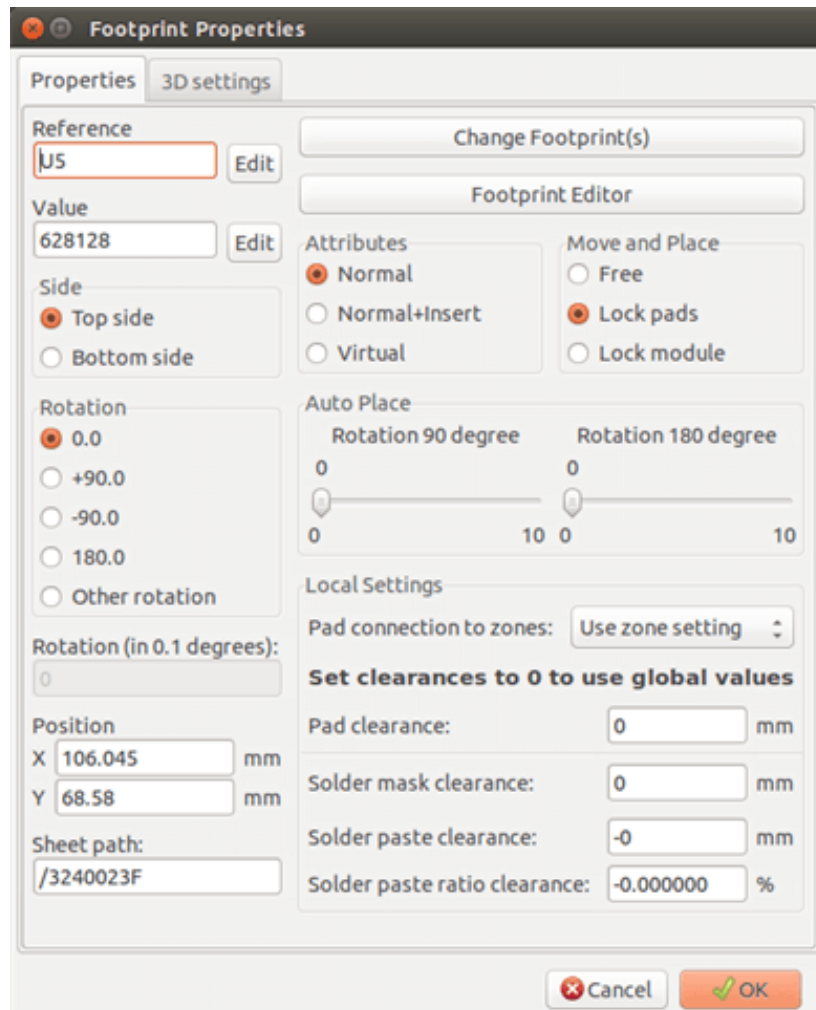 Footprint Properties
Properties 3D settings
Reference
U5 Edit
Value
628128 Edit
Side
Top side
Bottom side
Rotation
0.0
+90.0
-90.0
180.0
Other rotation
Rotation (in 0.1 degrees):
0
Position
X 106.045 mm
Y 68.58 mm
Sheet path:
/3240023F
Change Footprint(s)
Footprint Editor
Attributes
Normal
Normal+Insert
Virtual
Move and Place
Free
Lock pads
Lock module
Auto Place
Rotation 90 degree
0
0 10
Rotation 180 degree
0
0 10
Local Settings
Pad connection to zones: Use zone setting
Set clearances to 0 to use global values
Pad clearance: 0 mm
Solder mask clearance: 0 mm
Solder paste clearance: -0 mm
Solder paste ratio clearance: -0.000000 %
Cancel OK